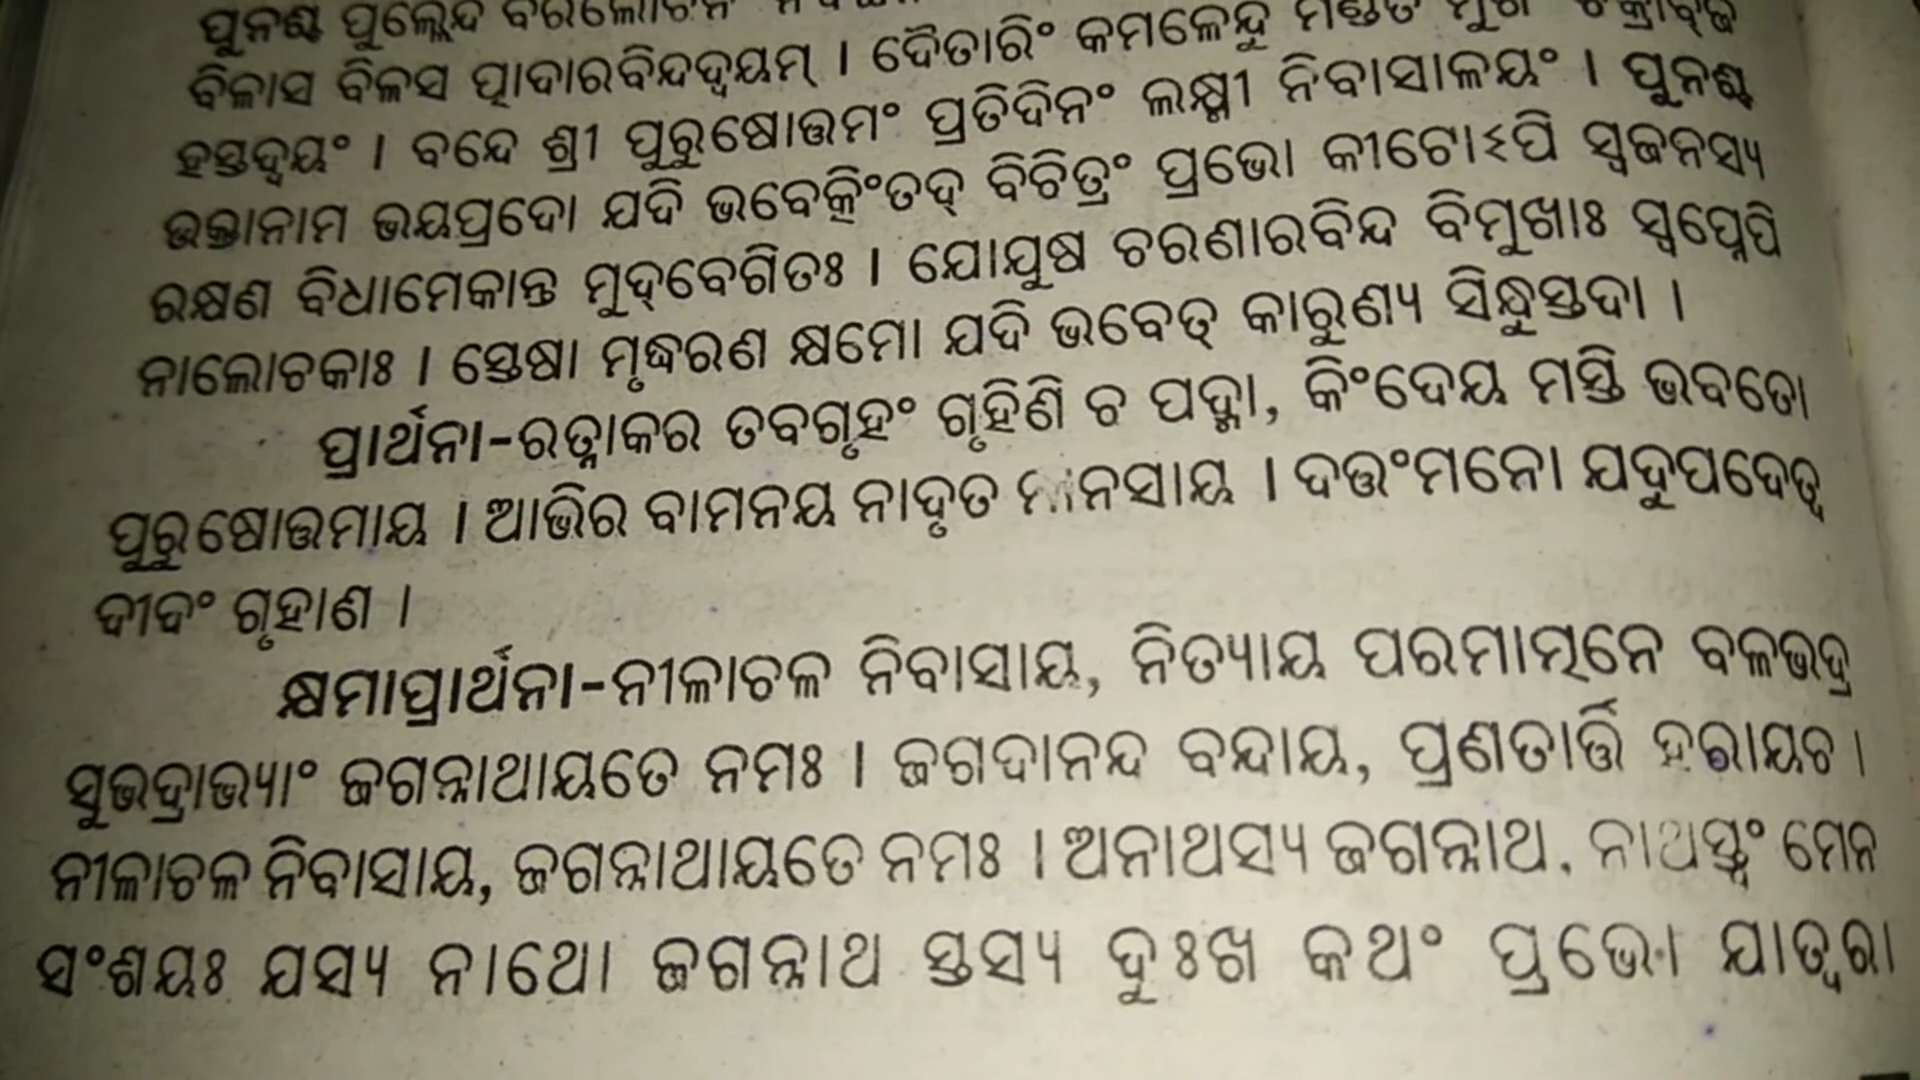 ପୁନଶ୍ଚ
ବିଳାସ ବିଳସ ତ୍ପାଦାରବିନ୍ଦଦ୍ୱୟମ୍ । ଦୈତାରିଂ କମଳେନ୍ଦୁ ମଣ୍ଡିତ ମୁଖ ଚକ୍ରାବ୍ଜ
ହସ୍ତଦ୍ୱୟଂ । ବନ୍ଦେ ଶ୍ରୀ ପୁରୁଷୋତ୍ତମଂ ପ୍ରତିଦିନଂ ଲକ୍ଷ୍ମୀ ନିବାସାଳୟଂ । ପୁନଶ୍ଚ
ଭକ୍ତାନାମ ଭୟପ୍ରଦୋ ଯଦି ଭବେତ୍କିଂତଦ୍ ବିଚିତ୍ରଂ ପ୍ରଭୋ କୀଟୋଽପି ସ୍ୱଜନସ୍ୟ
ରକ୍ଷଣ ବିଧାମେକାନ୍ତ ମୁଦ୍‌ବେଗିତଃ । ଯୋଯୁଷ ଚରଣାରବିନ୍ଦ ବିମୁଖାଃ ସ୍ୱପ୍ନେପି
ନାଲୋଚକାଃ । ସ୍ତେଷା ମୃଦ୍ଧରଣ କ୍ଷମୋ ଯଦି ଭବେତ୍ କାରୁଣ୍ୟ ସିନ୍ଧୁସ୍ତଦା ।
ପ୍ରାର୍ଥନା-ରତ୍ନାକର ତବଗୃହଂ ଗୃହିଣି ଚ ପଦ୍ମା, କିଂଦେୟ ମସ୍ତି ଭବତୋ
ପୁରୁଷୋତ୍ତମାୟ । ଆଭିର ବାମନୟ ନାଦୃତ ମାନସାୟ । ଦତ୍ତଂମନୋ ଯଦୁପଦେତ୍ୱ
ଦୀଦଂ ଗୃହାଣ ।
କ୍ଷମାପ୍ରାର୍ଥନା-ନୀଳାଚଳ ନିବାସାୟ, ନିତ୍ୟାୟ ପରମାତ୍ମନେ ବଳଭଦ୍ର
ସୁଭଦ୍ରାଭ୍ୟାଂ ଜଗନ୍ନାଥାୟତେ ନମଃ । ଜଗଦାନନ୍ଦ ବନ୍ଦାୟ, ପ୍ରଣତାର୍ତ୍ତି ହରାୟଚ ।
ନୀଳାଚଳ ନିବାସାୟ, ଜଗନ୍ନାଥାୟତେ ନମଃ । ଅନାଥସ୍ୟ ଜଗନ୍ନାଥ, ନାଥସ୍ତ୍ୱଂ ମେନ
ସଂଶୟଃ ଯସ୍ୟ ନାଥୋ ଜଗନ୍ନାଥ ସ୍ତସ୍ୟ ଦୁଃଖ କଥଂ ପ୍ରଭୋ ଯାତ୍ୱରା